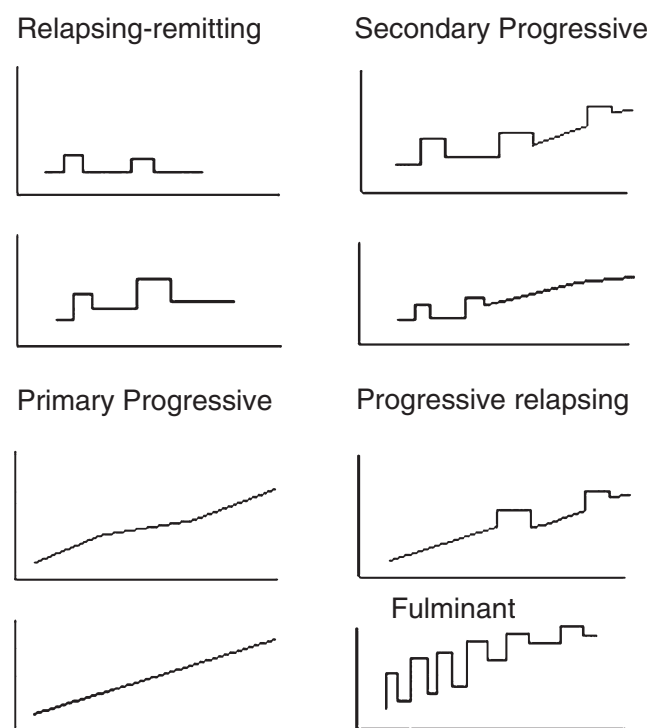 Relapsing-remitting
Secondary Progressive
Primary Progressive
Progressive relapsing
Fulminant